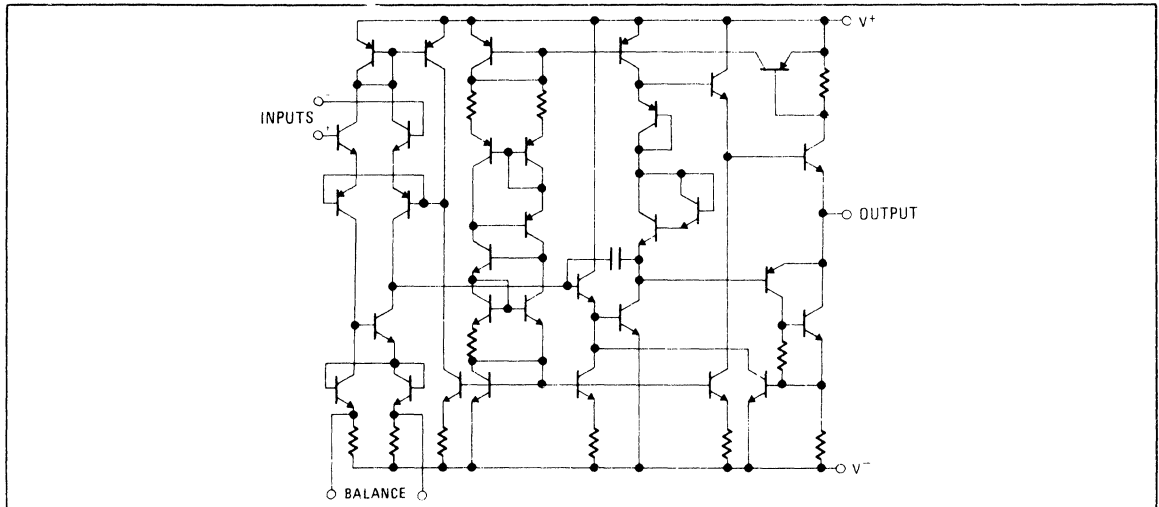 V+
-
INPUTS
+
OUTPUT
BALANCE
V-